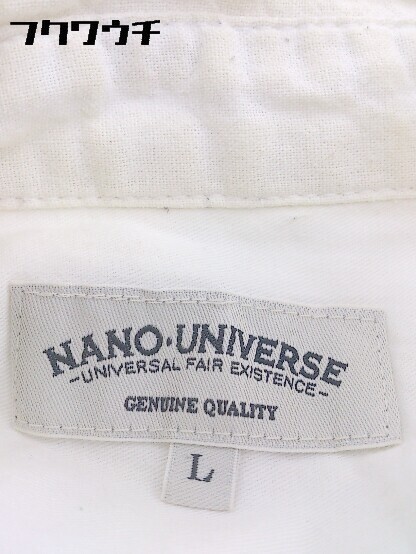 フクワウチ
NANO・UNIVERSE
-UNIVERSAL FAIR EXISTENCE-
GENUINE QUALITY
L